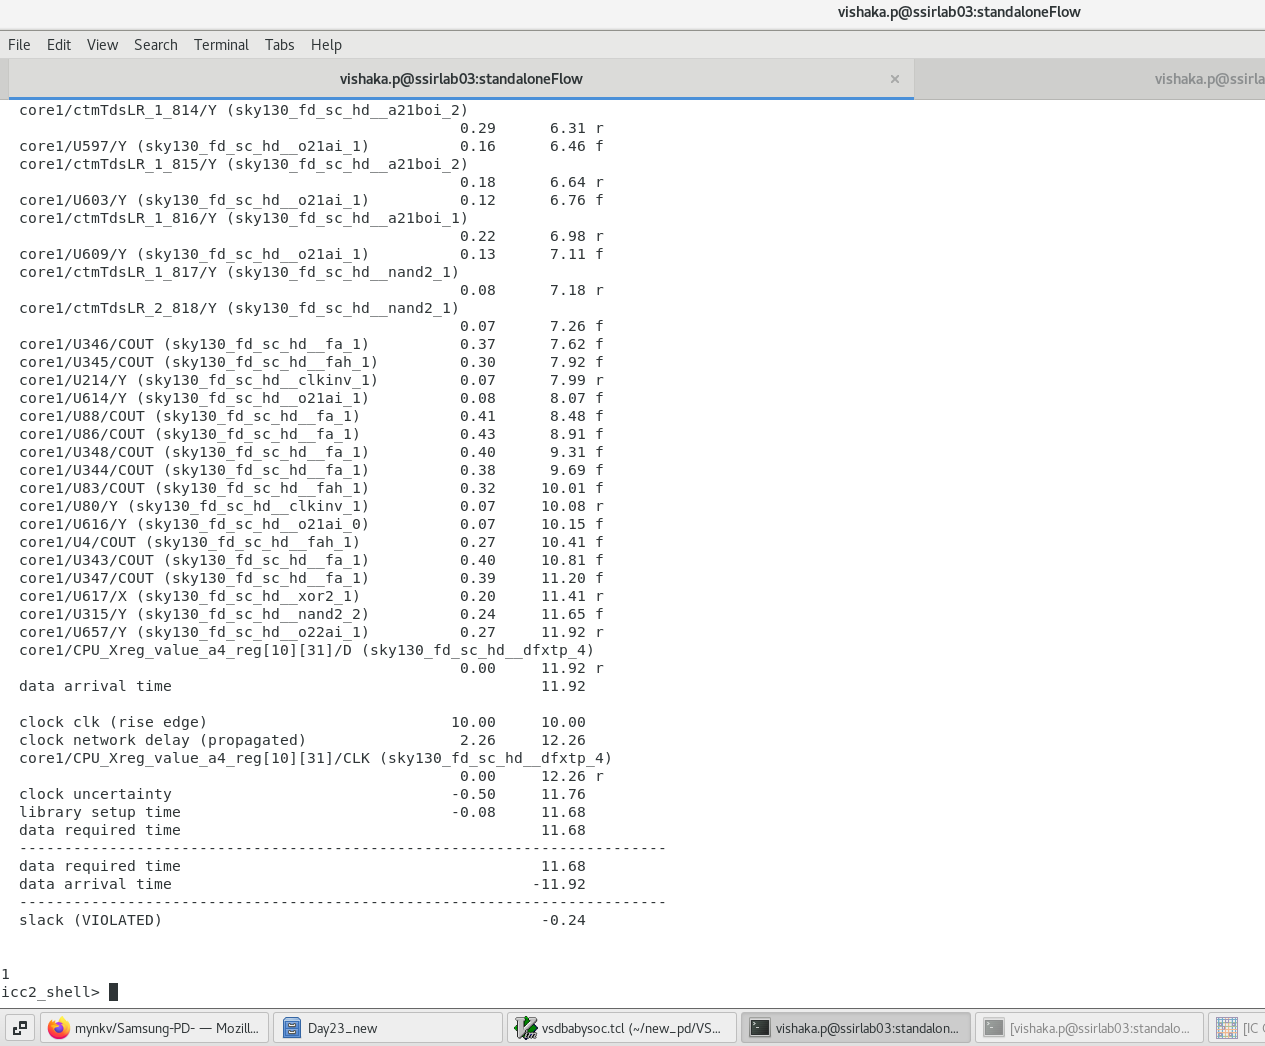 vishaka.p@ssirlab03:standaloneFlow
File Edit View Search Terminal Tabs Help
vishaka.p@ssirlab03:standaloneFlow × vishaka.p@ssirla
core1/ctmTdsLR_1_814/Y (sky130_fd_sc_hd__a21boi_2)
0.29 6.31 r
core1/U597/Y (sky130_fd_sc_hd__o21ai_1) 0.16 6.46 f
core1/ctmTdsLR_1_815/Y (sky130_fd_sc_hd__a21boi_2)
0.18 6.64 r
core1/U603/Y (sky130_fd_sc_hd__o21ai_1) 0.12 6.76 f
core1/ctmTdsLR_1_816/Y (sky130_fd_sc_hd__a21boi_1)
0.22 6.98 r
core1/U609/Y (sky130_fd_sc_hd__o21ai_1) 0.13 7.11 f
core1/ctmTdsLR_1_817/Y (sky130_fd_sc_hd__nand2_1)
0.08 7.18 r
core1/ctmTdsLR_2_818/Y (sky130_fd_sc_hd__nand2_1)
0.07 7.26 f
core1/U346/COUT (sky130_fd_sc_hd__fa_1) 0.37 7.62 f
core1/U345/COUT (sky130_fd_sc_hd__fah_1) 0.30 7.92 f
core1/U214/Y (sky130_fd_sc_hd__clkinv_1) 0.07 7.99 r
core1/U614/Y (sky130_fd_sc_hd__o21ai_1) 0.08 8.07 f
core1/U88/COUT (sky130_fd_sc_hd__fa_1) 0.41 8.48 f
core1/U86/COUT (sky130_fd_sc_hd__fa_1) 0.43 8.91 f
core1/U348/COUT (sky130_fd_sc_hd__fa_1) 0.40 9.31 f
core1/U344/COUT (sky130_fd_sc_hd__fa_1) 0.38 9.69 f
core1/U83/COUT (sky130_fd_sc_hd__fah_1) 0.32 10.01 f
core1/U80/Y (sky130_fd_sc_hd__clkinv_1) 0.07 10.08 r
core1/U616/Y (sky130_fd_sc_hd__o21ai_0) 0.07 10.15 f
core1/U4/COUT (sky130_fd_sc_hd__fah_1) 0.27 10.41 f
core1/U343/COUT (sky130_fd_sc_hd__fa_1) 0.40 10.81 f
core1/U347/COUT (sky130_fd_sc_hd__fa_1) 0.39 11.20 f
core1/U617/X (sky130_fd_sc_hd__xor2_1) 0.20 11.41 r
core1/U315/Y (sky130_fd_sc_hd__nand2_2) 0.24 11.65 f
core1/U657/Y (sky130_fd_sc_hd__o22ai_1) 0.27 11.92 r
core1/CPU_Xreg_value_a4_reg[10][31]/D (sky130_fd_sc_hd__dfxtp_4)
0.00 11.92 r
data arrival time 11.92
clock clk (rise edge) 10.00 10.00
clock network delay (propagated) 2.26 12.26
core1/CPU_Xreg_value_a4_reg[10][31]/CLK (sky130_fd_sc_hd__dfxtp_4)
0.00 12.26 r
clock uncertainty -0.50 11.76
library setup time -0.08 11.68
data required time 11.68
------------------------------------------------------------------------
data required time 11.68
data arrival time -11.92
------------------------------------------------------------------------
slack (VIOLATED) -0.24
1
icc2_shell>
mynkv/Samsung-PD- — Mozill... Day23_new vsdbabysoc.tcl (~/new_pd/VS... vishaka.p@ssirlab03:standalon... [vishaka.p@ssirlab03:standalo... [IC